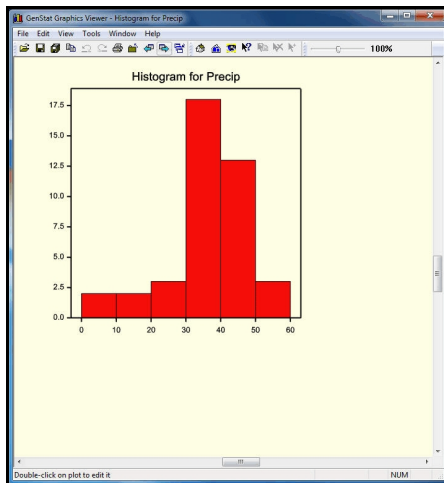 GenStat Graphics Viewer - Histogram for Precip
File Edit View Tools Window Help
100%
Histogram for Precip
17.5
15.0
12.5
10.0
7.5
5.0
2.5
0.0
0 10 20 30 40 50 60
Double-click on plot to edit it NUM